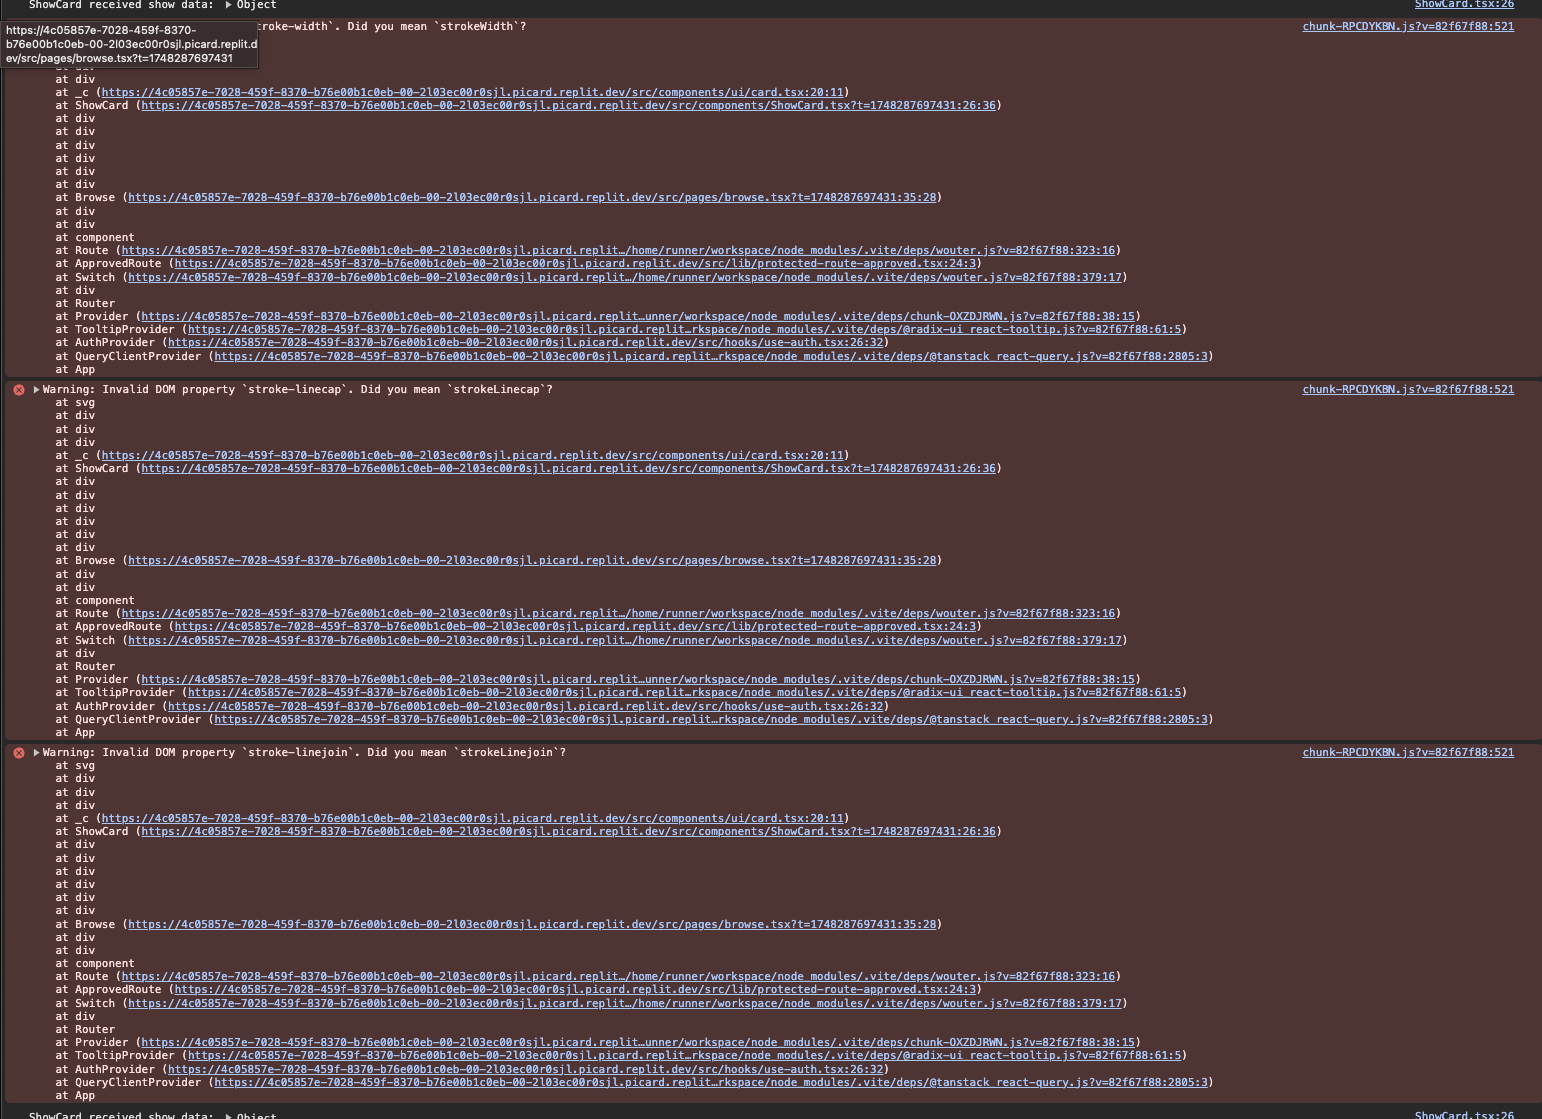 ShowCard received show data: ▶ Object ShowCard.tsx:26
troke-width`. Did you mean `strokeWidth`? chunk-RPCDYKBN.js?v=82f67f88:521
https://4c05857e-7028-459f-8370-
b76e00b1c0eb-00-2l03ec00r0sjl.picard.replit.d
ev/src/pages/browse.tsx?t=1748287697431
at div
at _c (https://4c05857e-7028-459f-8370-b76e00b1c0eb-00-2l03ec00r0sjl.picard.replit.dev/src/components/ui/card.tsx:20:11)
at ShowCard (https://4c05857e-7028-459f-8370-b76e00b1c0eb-00-2l03ec00r0sjl.picard.replit.dev/src/components/ShowCard.tsx?t=1748287697431:26:36)
at div
at div
at div
at div
at div
at div
at Browse (https://4c05857e-7028-459f-8370-b76e00b1c0eb-00-2l03ec00r0sjl.picard.replit.dev/src/pages/browse.tsx?t=1748287697431:35:28)
at div
at div
at component
at Route (https://4c05857e-7028-459f-8370-b76e00b1c0eb-00-2l03ec00r0sjl.picard.replit…/home/runner/workspace/node_modules/.vite/deps/wouter.js?v=82f67f88:323:16)
at ApprovedRoute (https://4c05857e-7028-459f-8370-b76e00b1c0eb-00-2l03ec00r0sjl.picard.replit.dev/src/lib/protected-route-approved.tsx:24:3)
at Switch (https://4c05857e-7028-459f-8370-b76e00b1c0eb-00-2l03ec00r0sjl.picard.replit…/home/runner/workspace/node_modules/.vite/deps/wouter.js?v=82f67f88:379:17)
at div
at Router
at Provider (https://4c05857e-7028-459f-8370-b76e00b1c0eb-00-2l03ec00r0sjl.picard.replit…unner/workspace/node_modules/.vite/deps/chunk-OXZDJRWN.js?v=82f67f88:38:15)
at TooltipProvider (https://4c05857e-7028-459f-8370-b76e00b1c0eb-00-2l03ec00r0sjl.picard.replit…rkspace/node_modules/.vite/deps/@radix-ui_react-tooltip.js?v=82f67f88:61:5)
at AuthProvider (https://4c05857e-7028-459f-8370-b76e00b1c0eb-00-2l03ec00r0sjl.picard.replit.dev/src/hooks/use-auth.tsx:26:32)
at QueryClientProvider (https://4c05857e-7028-459f-8370-b76e00b1c0eb-00-2l03ec00r0sjl.picard.replit…rkspace/node_modules/.vite/deps/@tanstack_react-query.js?v=82f67f88:2805:3)
at App
▶Warning: Invalid DOM property `stroke-linecap`. Did you mean `strokeLinecap`? chunk-RPCDYKBN.js?v=82f67f88:521
at svg
at div
at div
at div
at _c (https://4c05857e-7028-459f-8370-b76e00b1c0eb-00-2l03ec00r0sjl.picard.replit.dev/src/components/ui/card.tsx:20:11)
at ShowCard (https://4c05857e-7028-459f-8370-b76e00b1c0eb-00-2l03ec00r0sjl.picard.replit.dev/src/components/ShowCard.tsx?t=1748287697431:26:36)
at div
at div
at div
at div
at div
at div
at Browse (https://4c05857e-7028-459f-8370-b76e00b1c0eb-00-2l03ec00r0sjl.picard.replit.dev/src/pages/browse.tsx?t=1748287697431:35:28)
at div
at div
at component
at Route (https://4c05857e-7028-459f-8370-b76e00b1c0eb-00-2l03ec00r0sjl.picard.replit…/home/runner/workspace/node_modules/.vite/deps/wouter.js?v=82f67f88:323:16)
at ApprovedRoute (https://4c05857e-7028-459f-8370-b76e00b1c0eb-00-2l03ec00r0sjl.picard.replit.dev/src/lib/protected-route-approved.tsx:24:3)
at Switch (https://4c05857e-7028-459f-8370-b76e00b1c0eb-00-2l03ec00r0sjl.picard.replit…/home/runner/workspace/node_modules/.vite/deps/wouter.js?v=82f67f88:379:17)
at div
at Router
at Provider (https://4c05857e-7028-459f-8370-b76e00b1c0eb-00-2l03ec00r0sjl.picard.replit…unner/workspace/node_modules/.vite/deps/chunk-OXZDJRWN.js?v=82f67f88:38:15)
at TooltipProvider (https://4c05857e-7028-459f-8370-b76e00b1c0eb-00-2l03ec00r0sjl.picard.replit…rkspace/node_modules/.vite/deps/@radix-ui_react-tooltip.js?v=82f67f88:61:5)
at AuthProvider (https://4c05857e-7028-459f-8370-b76e00b1c0eb-00-2l03ec00r0sjl.picard.replit.dev/src/hooks/use-auth.tsx:26:32)
at QueryClientProvider (https://4c05857e-7028-459f-8370-b76e00b1c0eb-00-2l03ec00r0sjl.picard.replit…rkspace/node_modules/.vite/deps/@tanstack_react-query.js?v=82f67f88:2805:3)
at App
▶Warning: Invalid DOM property `stroke-linejoin`. Did you mean `strokeLinejoin`? chunk-RPCDYKBN.js?v=82f67f88:521
at svg
at div
at div
at div
at _c (https://4c05857e-7028-459f-8370-b76e00b1c0eb-00-2l03ec00r0sjl.picard.replit.dev/src/components/ui/card.tsx:20:11)
at ShowCard (https://4c05857e-7028-459f-8370-b76e00b1c0eb-00-2l03ec00r0sjl.picard.replit.dev/src/components/ShowCard.tsx?t=1748287697431:26:36)
at div
at div
at div
at div
at div
at div
at Browse (https://4c05857e-7028-459f-8370-b76e00b1c0eb-00-2l03ec00r0sjl.picard.replit.dev/src/pages/browse.tsx?t=1748287697431:35:28)
at div
at div
at component
at Route (https://4c05857e-7028-459f-8370-b76e00b1c0eb-00-2l03ec00r0sjl.picard.replit…/home/runner/workspace/node_modules/.vite/deps/wouter.js?v=82f67f88:323:16)
at ApprovedRoute (https://4c05857e-7028-459f-8370-b76e00b1c0eb-00-2l03ec00r0sjl.picard.replit.dev/src/lib/protected-route-approved.tsx:24:3)
at Switch (https://4c05857e-7028-459f-8370-b76e00b1c0eb-00-2l03ec00r0sjl.picard.replit…/home/runner/workspace/node_modules/.vite/deps/wouter.js?v=82f67f88:379:17)
at div
at Router
at Provider (https://4c05857e-7028-459f-8370-b76e00b1c0eb-00-2l03ec00r0sjl.picard.replit…unner/workspace/node_modules/.vite/deps/chunk-OXZDJRWN.js?v=82f67f88:38:15)
at TooltipProvider (https://4c05857e-7028-459f-8370-b76e00b1c0eb-00-2l03ec00r0sjl.picard.replit…rkspace/node_modules/.vite/deps/@radix-ui_react-tooltip.js?v=82f67f88:61:5)
at AuthProvider (https://4c05857e-7028-459f-8370-b76e00b1c0eb-00-2l03ec00r0sjl.picard.replit.dev/src/hooks/use-auth.tsx:26:32)
at QueryClientProvider (https://4c05857e-7028-459f-8370-b76e00b1c0eb-00-2l03ec00r0sjl.picard.replit…rkspace/node_modules/.vite/deps/@tanstack_react-query.js?v=82f67f88:2805:3)
at App
ShowCard received show data: ▶ Object ShowCard.tsx:26